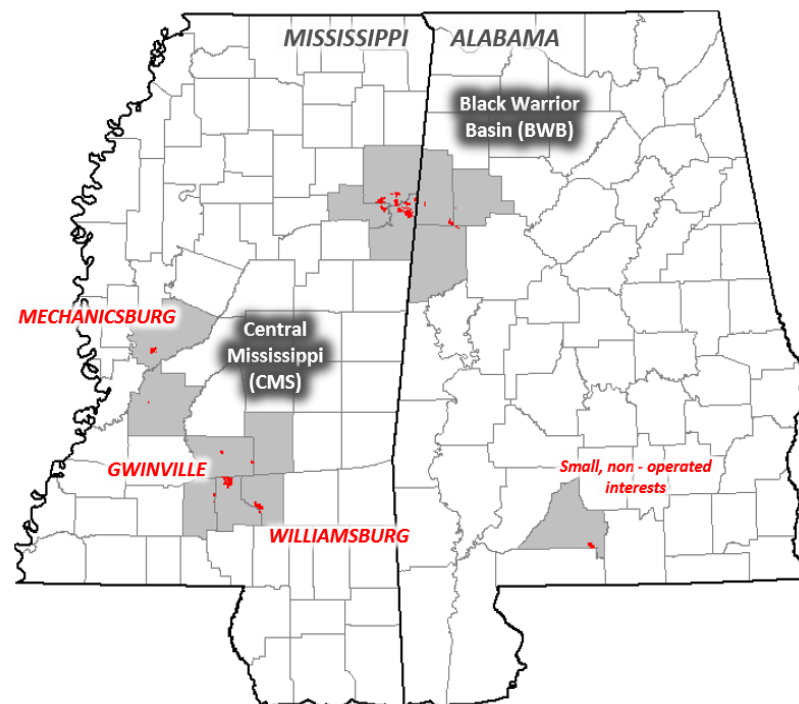 MISSISSIPPI
ALABAMA
Black Warrior
Basin (BWB)
MECHANICSBURG
Central
Mississippi
(CMS)
GWINVILLE
Small, non - operated
interests
WILLIAMSBURG